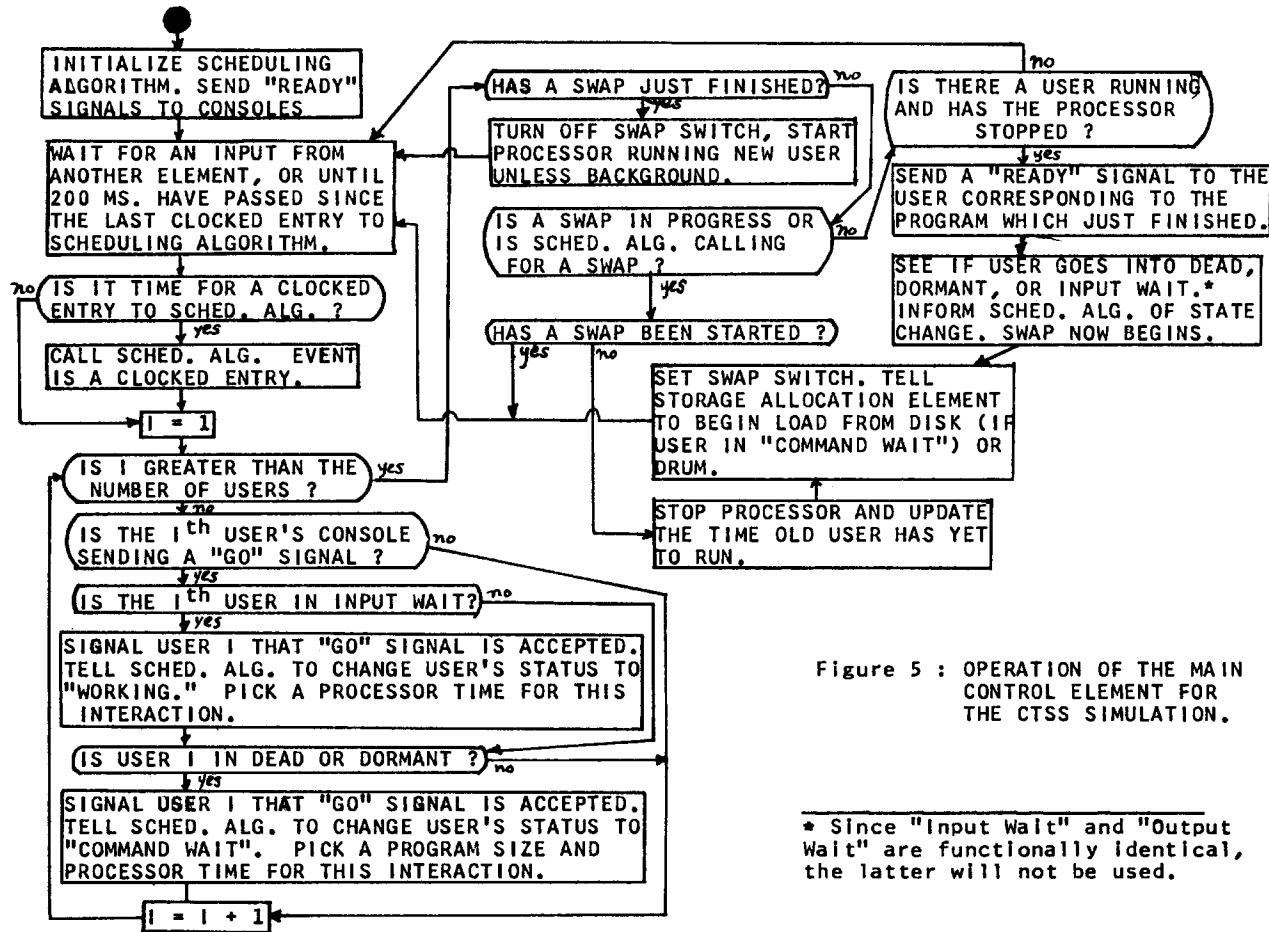 INITIALIZE SCHEDULING
ALGORITHM. SEND "READY"
SIGNALS TO CONSOLES
WAIT FOR AN INPUT FROM
ANOTHER ELEMENT, OR UNTIL
200 MS. HAVE PASSED SINCE
THE LAST CLOCKED ENTRY TO
SCHEDULING ALGORITHM.
no
IS IT TIME FOR A CLOCKED
ENTRY TO SCHED. ALG. ?
yes
CALL SCHED. ALG. EVENT
IS A CLOCKED ENTRY.
I = 1
IS I GREATER THAN THE
NUMBER OF USERS ?
yes
no
IS THE Ith USER'S CONSOLE
SENDING A "GO" SIGNAL ?
no
yes
IS THE Ith USER IN INPUT WAIT?
no
yes
SIGNAL USER I THAT "GO" SIGNAL IS ACCEPTED.
TELL SCHED. ALG. TO CHANGE USER'S STATUS TO
"WORKING." PICK A PROCESSOR TIME FOR THIS
INTERACTION.
IS USER I IN DEAD OR DORMANT ?
no
yes
SIGNAL USER I THAT "GO" SIGNAL IS ACCEPTED.
TELL SCHED. ALG. TO CHANGE USER'S STATUS TO
"COMMAND WAIT". PICK A PROGRAM SIZE AND
PROCESSOR TIME FOR THIS INTERACTION.
I = I + 1
HAS A SWAP JUST FINISHED?
no
yes
TURN OFF SWAP SWITCH, START
PROCESSOR RUNNING NEW USER
UNLESS BACKGROUND.
IS A SWAP IN PROGRESS OR
IS SCHED. ALG. CALLING
FOR A SWAP ?
no
yes
HAS A SWAP BEEN STARTED ?
yes
no
no
IS THERE A USER RUNNING
AND HAS THE PROCESSOR
STOPPED ?
yes
SEND A "READY" SIGNAL TO THE
USER CORRESPONDING TO THE
PROGRAM WHICH JUST FINISHED.
SEE IF USER GOES INTO DEAD,
DORMANT, OR INPUT WAIT.*
INFORM SCHED. ALG. OF STATE
CHANGE. SWAP NOW BEGINS.
SET SWAP SWITCH. TELL
STORAGE ALLOCATION ELEMENT
TO BEGIN LOAD FROM DISK (IF
USER IN "COMMAND WAIT") OR
DRUM.
STOP PROCESSOR AND UPDATE
THE TIME OLD USER HAS YET
TO RUN.
Figure 5 : OPERATION OF THE MAIN
CONTROL ELEMENT FOR
THE CTSS SIMULATION.
* Since "Input Wait" and "Output
Wait" are functionally identical,
the latter will not be used.